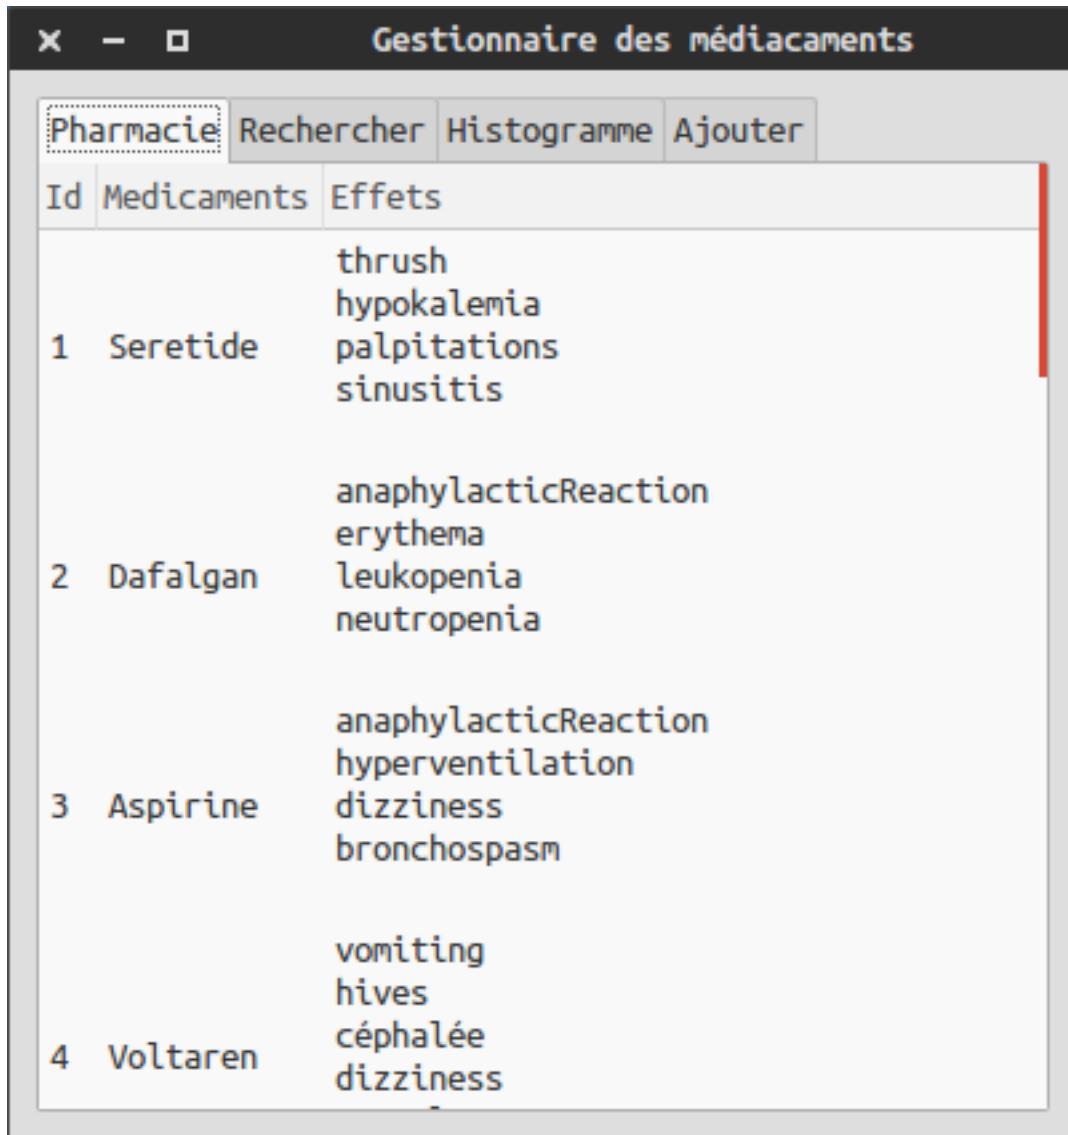 Gestionnaire des médiacaments
Pharmacie Rechercher Histogramme Ajouter
Id Medicaments Effets
thrush
hypokalemia
1 Seretide palpitations
sinusitis
anaphylacticReaction
erythema
2 Dafalgan leukopenia
neutropenia
anaphylacticReaction
hyperventilation
3 Aspirine dizziness
bronchospasm
vomiting
hives
céphalée
4 Voltaren
dizziness